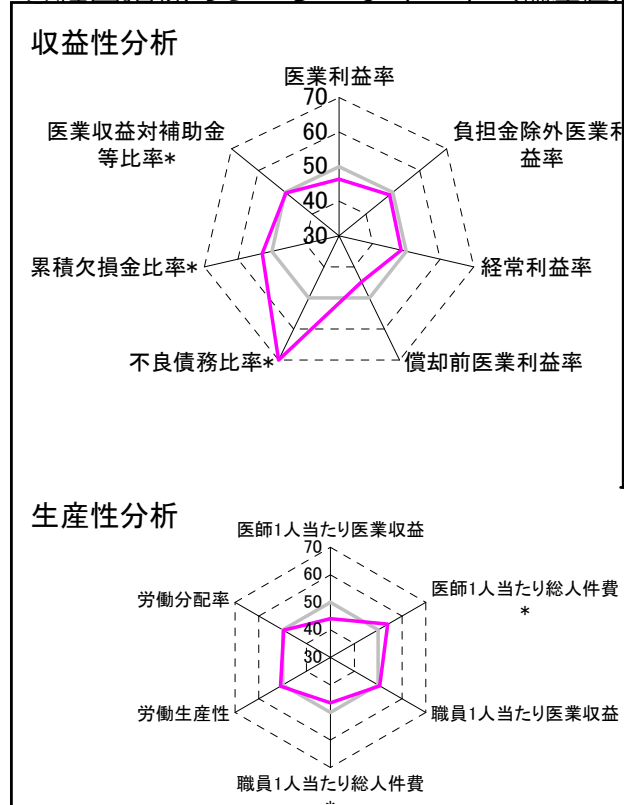 収益性分析
医業利益率
70
60
50
40
30
医業収益対補助金
等比率*
負担金除外医業利
益率
累積欠損金比率*
経常利益率
不良債務比率*
償却前医業利益率
生産性分析
医師1人当たり医業収益
70
60
50
40
30
労働分配率
医師1人当たり総人件費
*
労働生産性
職員1人当たり医業収益
職員1人当たり総人件費
*